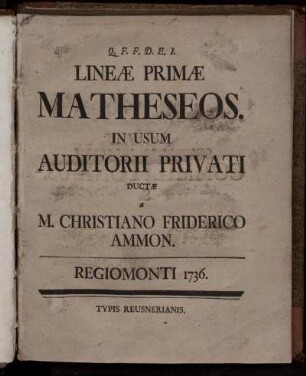 Q. F. F. D. E. I.
LINEÆ PRIMÆ
MATHESEOS.
IN USUM
AUDITORII PRIVATI
DUCTÆ
a
M. CHRISTIANO FRIDERICO
AMMON.
REGIOMONTI 1736.
TYPIS REUSNERIANIS.